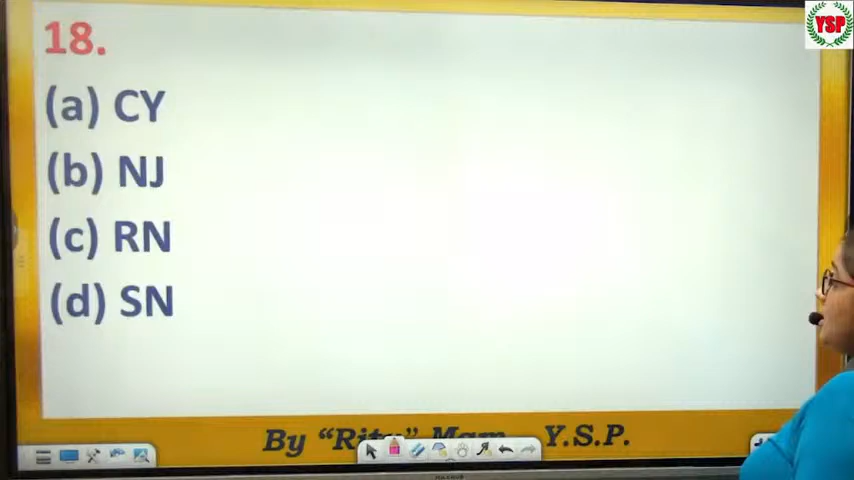 YSP
18.
(a) CY
(b) NJ
(c) RN
(d) SN
By "Ritu" Mam Y.S.P.